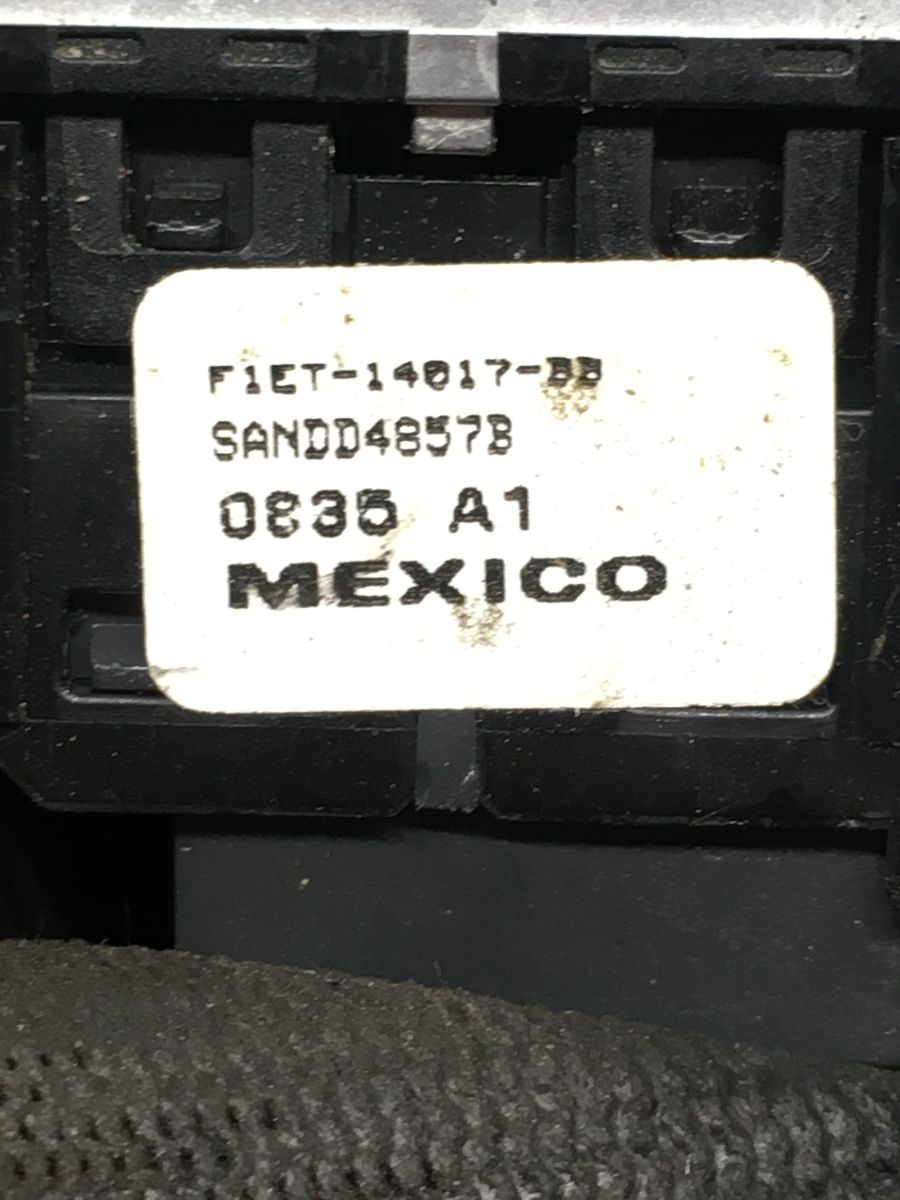 F1ET-14017-BB
SANDD4857B
0835 A1
MEXICO